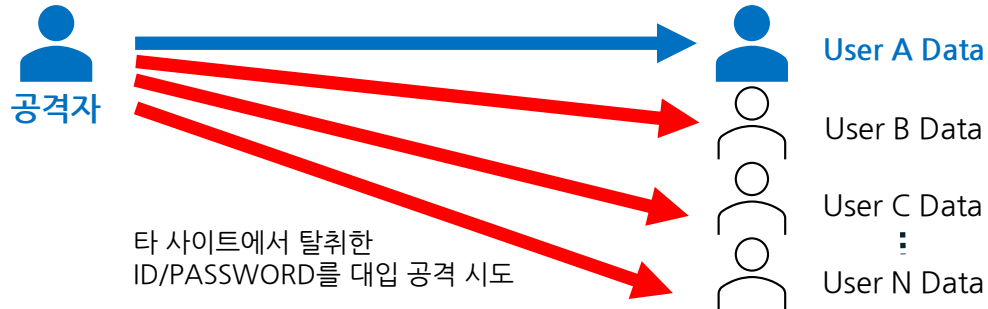 공격자
User A Data
User B Data
User C Data
User N Data
타 사이트에서 탈취한
ID/PASSWORD를 대입 공격 시도